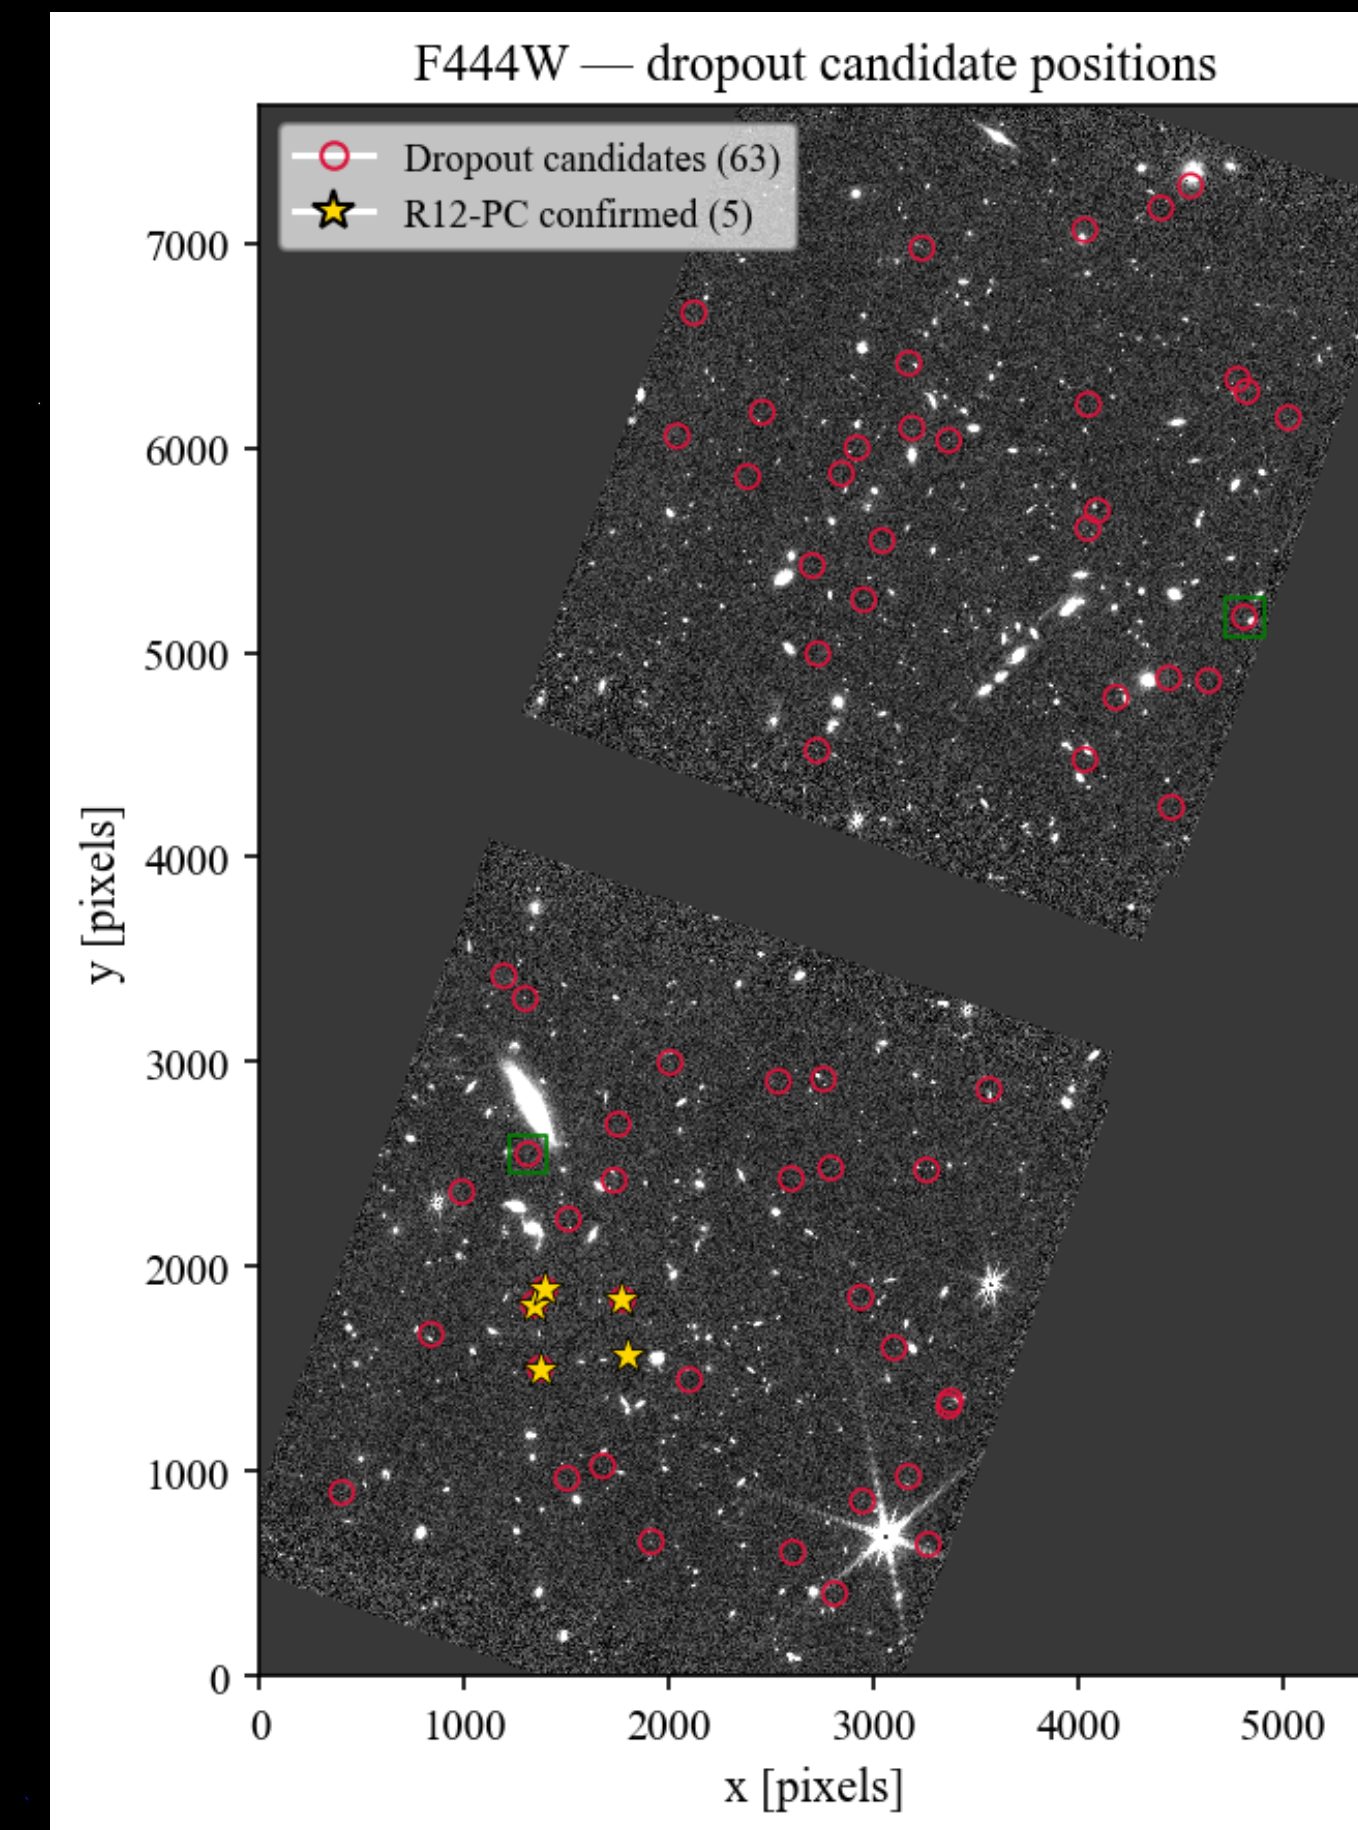 F444W — dropout candidate positions
Dropout candidates (63)
R12-PC confirmed (5)
7000
6000
5000
4000
3000
2000
1000
0
y [pixels]
0 1000 2000 3000 4000 5000
x [pixels]